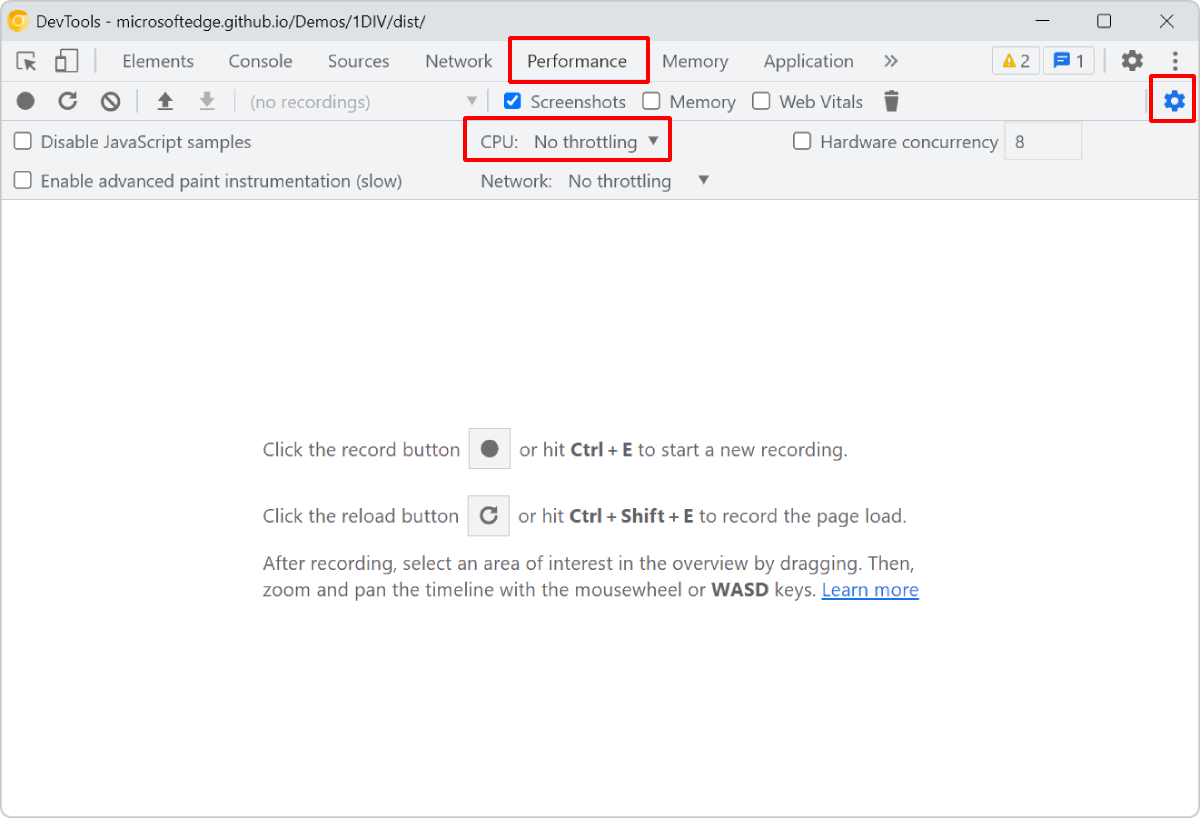 DevTools - microsoftedge.github.io/Demos/1DIV/dist/
Elements Console Sources Network Performance Memory Application » 2 1
(no recordings) Screenshots Memory Web Vitals
Disable JavaScript samples CPU: No throttling Hardware concurrency 8
Enable advanced paint instrumentation (slow) Network: No throttling
Click the record button or hit Ctrl + E to start a new recording.
Click the reload button or hit Ctrl + Shift + E to record the page load.
After recording, select an area of interest in the overview by dragging. Then,
zoom and pan the timeline with the mousewheel or WASD keys. Learn more